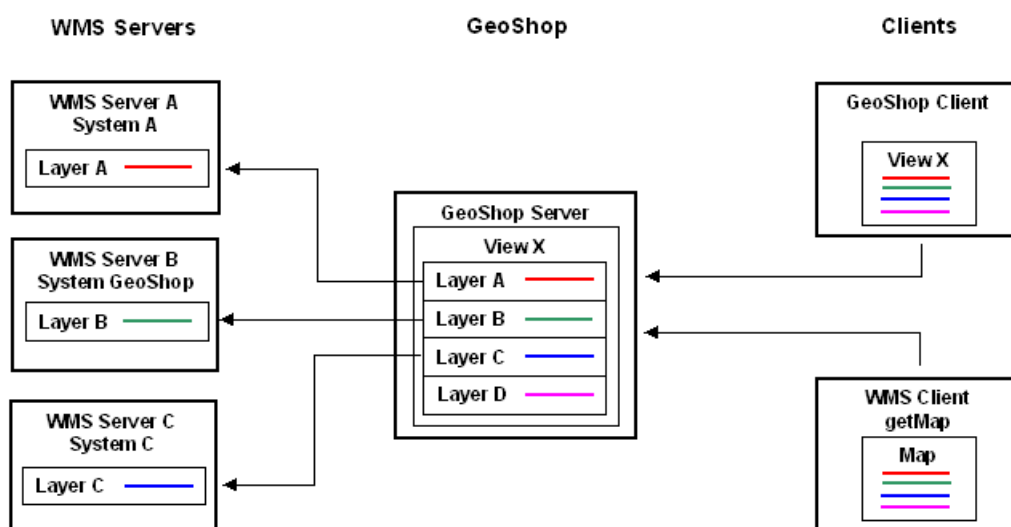 WMS Servers
GeoShop
Clients
WMS Server A
System A
Layer A
WMS Server B
System GeoShop
Layer B
WMS Server C
System C
Layer C
GeoShop Server
View X
Layer A
Layer B
Layer C
Layer D
GeoShop Client
View X
WMS Client
getMap
Map